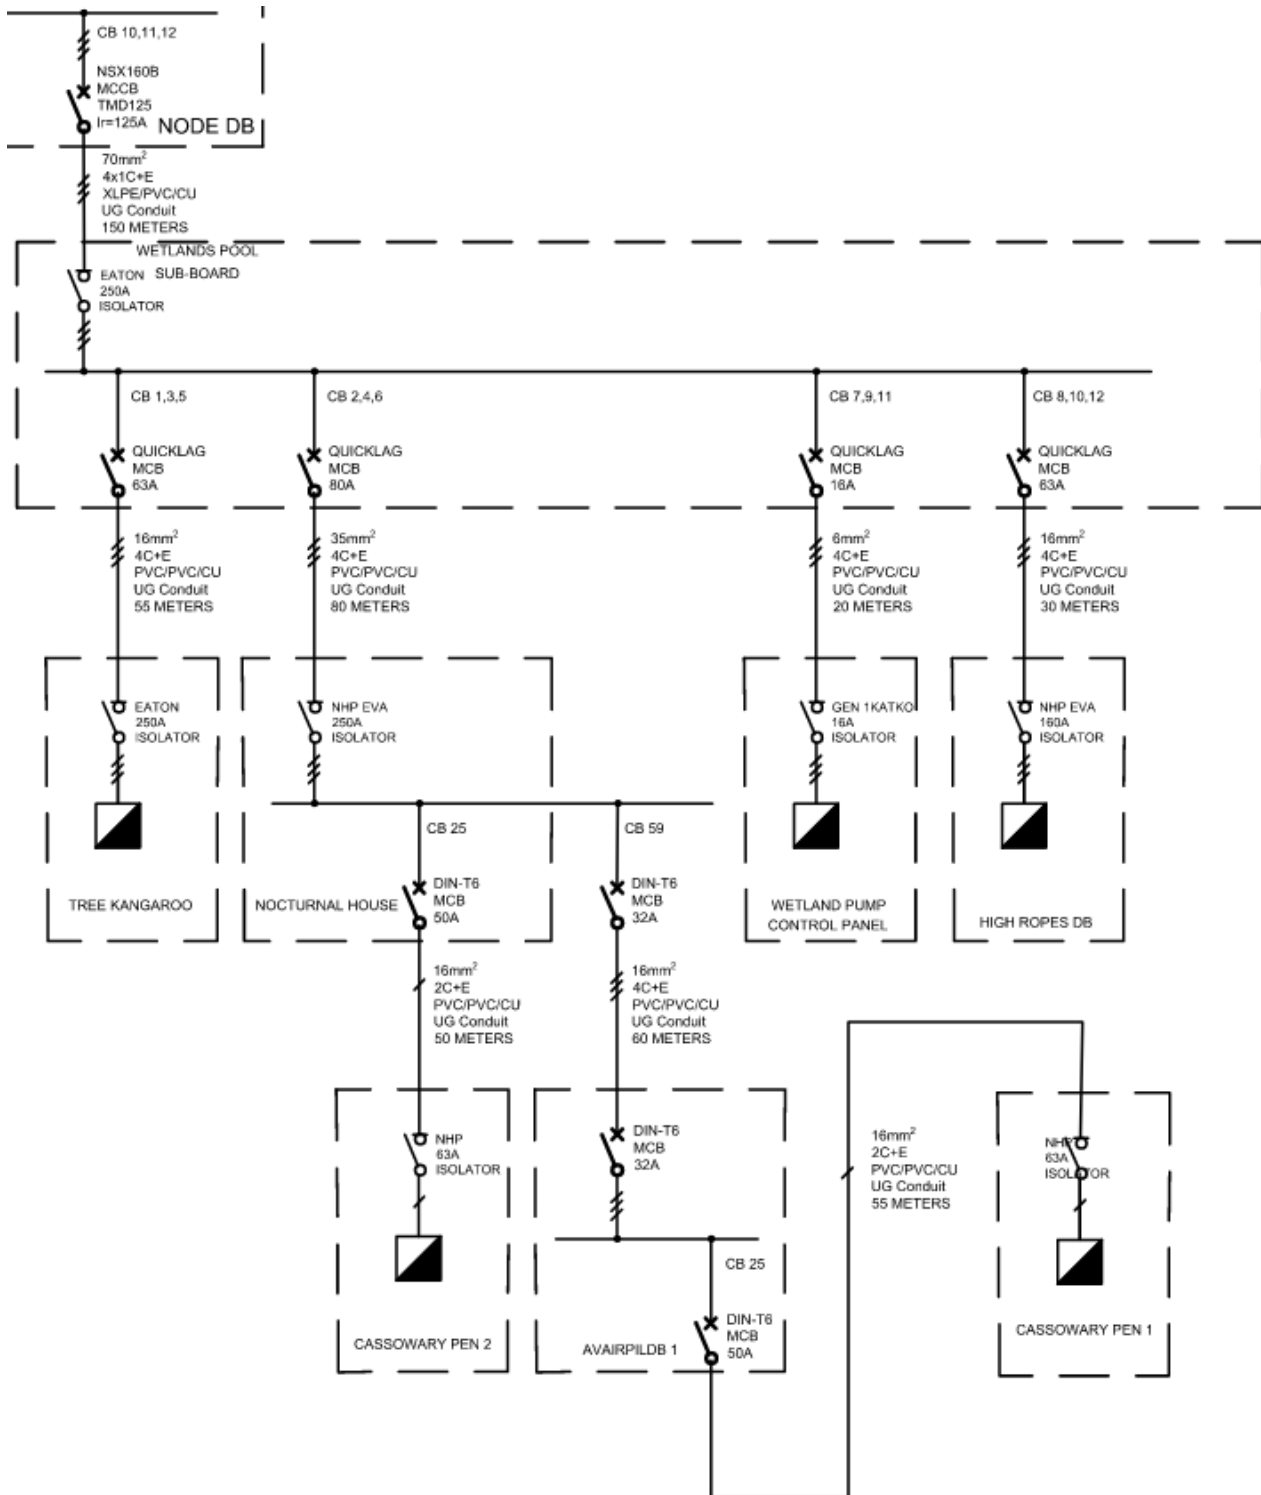 CB 10,11,12
NSX160B
MCCB
TMD125
Ir=125A
NODE DB
70mm²
4x1C+E
XLPE/PVC/CU
UG Conduit
150 METERS
WETLANDS POOL
SUB-BOARD
EATON
250A
ISOLATOR
CB 1,3,5
CB 2,4,6
CB 7,9,11
CB 8,10,12
QUICKLAG
MCB
63A
QUICKLAG
MCB
80A
QUICKLAG
MCB
16A
QUICKLAG
MCB
63A
16mm²
4C+E
PVC/PVC/CU
UG Conduit
55 METERS
35mm²
4C+E
PVC/PVC/CU
UG Conduit
80 METERS
6mm²
4C+E
PVC/PVC/CU
UG Conduit
20 METERS
16mm²
4C+E
PVC/PVC/CU
UG Conduit
30 METERS
EATON
250A
ISOLATOR
NHP EVA
250A
ISOLATOR
GEN 1KATKO
16A
ISOLATOR
NHP EVA
160A
ISOLATOR
CB 25
CB 59
DIN-T6
MCB
50A
DIN-T6
MCB
32A
TREE KANGAROO
NOCTURNAL HOUSE
WETLAND PUMP
CONTROL PANEL
HIGH ROPES DB
16mm²
2C+E
PVC/PVC/CU
UG Conduit
50 METERS
16mm²
4C+E
PVC/PVC/CU
UG Conduit
60 METERS
NHP
63A
ISOLATOR
DIN-T6
MCB
32A
16mm²
2C+E
PVC/PVC/CU
UG Conduit
55 METERS
NHP
63A
ISOLATOR
CB 25
DIN-T6
MCB
50A
CASSOWARY PEN 2
AVAIRPILDB 1
CASSOWARY PEN 1